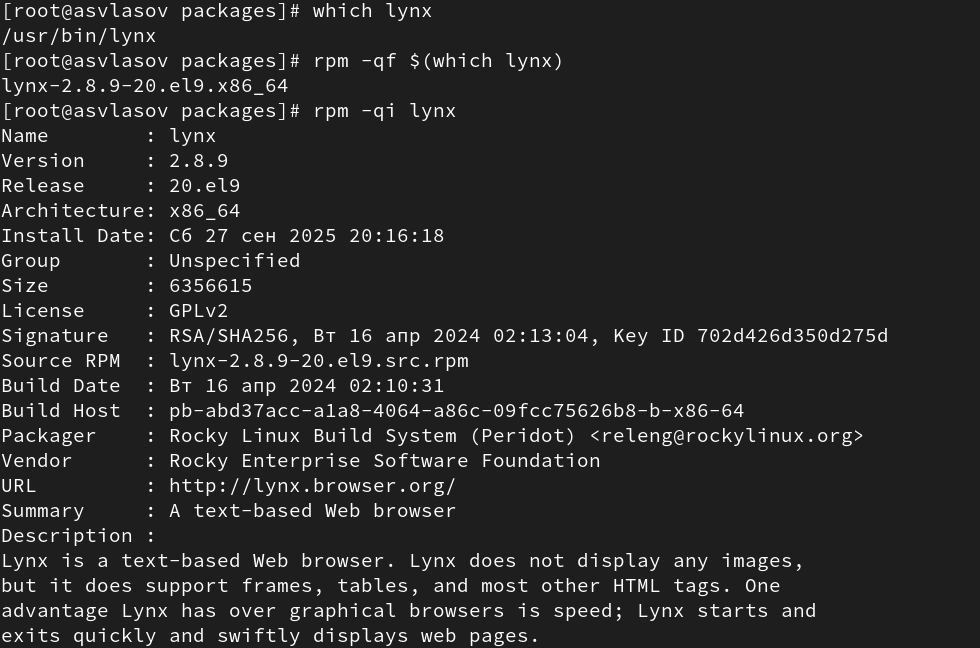 [root@asvlasov packages]# which lynx
/usr/bin/lynx
[root@asvlasov packages]# rpm -qf $(which lynx)
lynx-2.8.9-20.el9.x86_64
[root@asvlasov packages]# rpm -qi lynx
Name        : lynx
Version     : 2.8.9
Release     : 20.el9
Architecture: x86_64
Install Date: Сб 27 сен 2025 20:16:18
Group       : Unspecified
Size        : 6356615
License     : GPLv2
Signature   : RSA/SHA256, Вт 16 апр 2024 02:13:04, Key ID 702d426d350d275d
Source RPM  : lynx-2.8.9-20.el9.src.rpm
Build Date  : Вт 16 апр 2024 02:10:31
Build Host  : pb-abd37acc-a1a8-4064-a86c-09fcc75626b8-b-x86-64
Packager    : Rocky Linux Build System (Peridot) <releng@rockylinux.org>
Vendor      : Rocky Enterprise Software Foundation
URL         : http://lynx.browser.org/
Summary     : A text-based Web browser
Description :
Lynx is a text-based Web browser. Lynx does not display any images,
but it does support frames, tables, and most other HTML tags. One
advantage Lynx has over graphical browsers is speed; Lynx starts and
exits quickly and swiftly displays web pages.